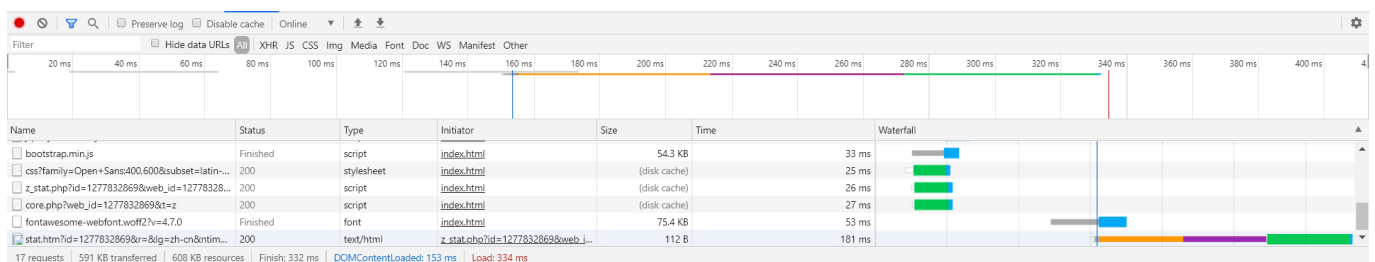 Preserve log Disable cache Online
Filter Hide data URLs All XHR JS CSS Img Media Font Doc WS Manifest Other
20 ms 40 ms 60 ms 80 ms 100 ms 120 ms 140 ms 160 ms 180 ms 200 ms 220 ms 240 ms 260 ms 280 ms 300 ms 320 ms 340 ms 360 ms 380 ms 400 ms 4
Name Status Type Initiator Size Time Waterfall
bootstrap.min.js Finished script index.html 54.3 KB 33 ms
css?family=Open+Sans:400,600&subset=latin-... 200 stylesheet index.html (disk cache) 25 ms
z_stat.php?id=1277832869&web_id=12778328... 200 script index.html (disk cache) 26 ms
core.php?web_id=1277832869&t=z 200 script index.html (disk cache) 27 ms
fontawesome-webfont.woff2?v=4.7.0 Finished font index.html 75.4 KB 53 ms
stat.htm?id=1277832869&r=&lg=zh-cn&ntim... 200 text/html z_stat.php?id=1277832869&web_i... 112 B 181 ms
17 requests 591 KB transferred 608 KB resources Finish: 332 ms DOMContentLoaded: 153 ms Load: 334 ms